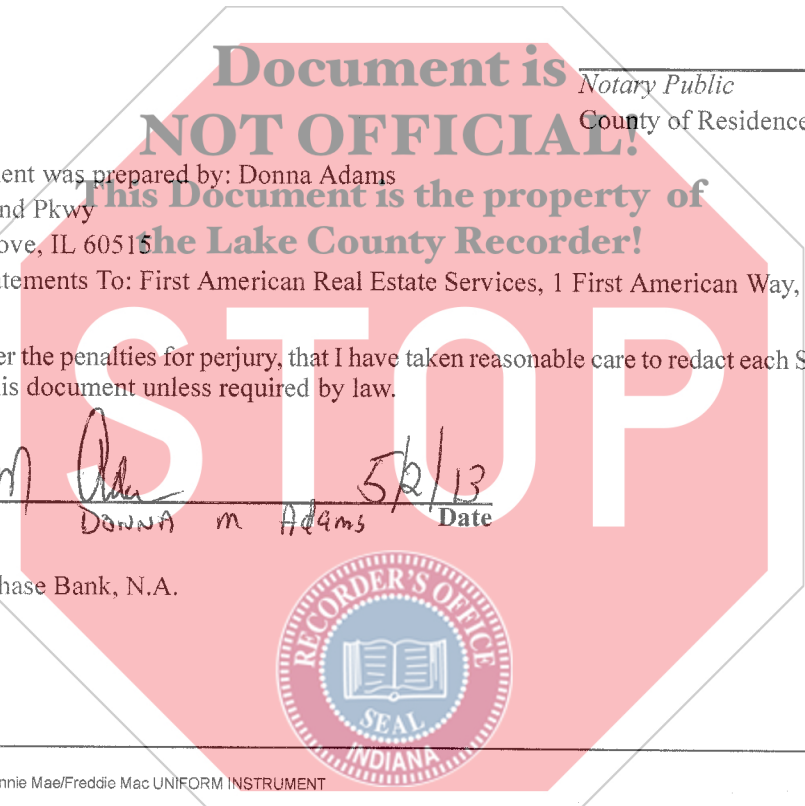 Document is
Notary Public
NOT OFFICIAL!
County of Residence
ent was prepared by: Donna Adams
This Document is the property of
nd Pkwy
the Lake County Recorder!
ove, IL 60515
tements To: First American Real Estate Services, 1 First American Way,
er the penalties for perjury, that I have taken reasonable care to redact each S
is document unless required by law.
STOP
5/2/13
DONNA m Adams
Date
hase Bank, N.A.
RECORDER'S OFFICE
SEAL
INDIANA
nnie Mae/Freddie Mac UNIFORM INSTRUMENT